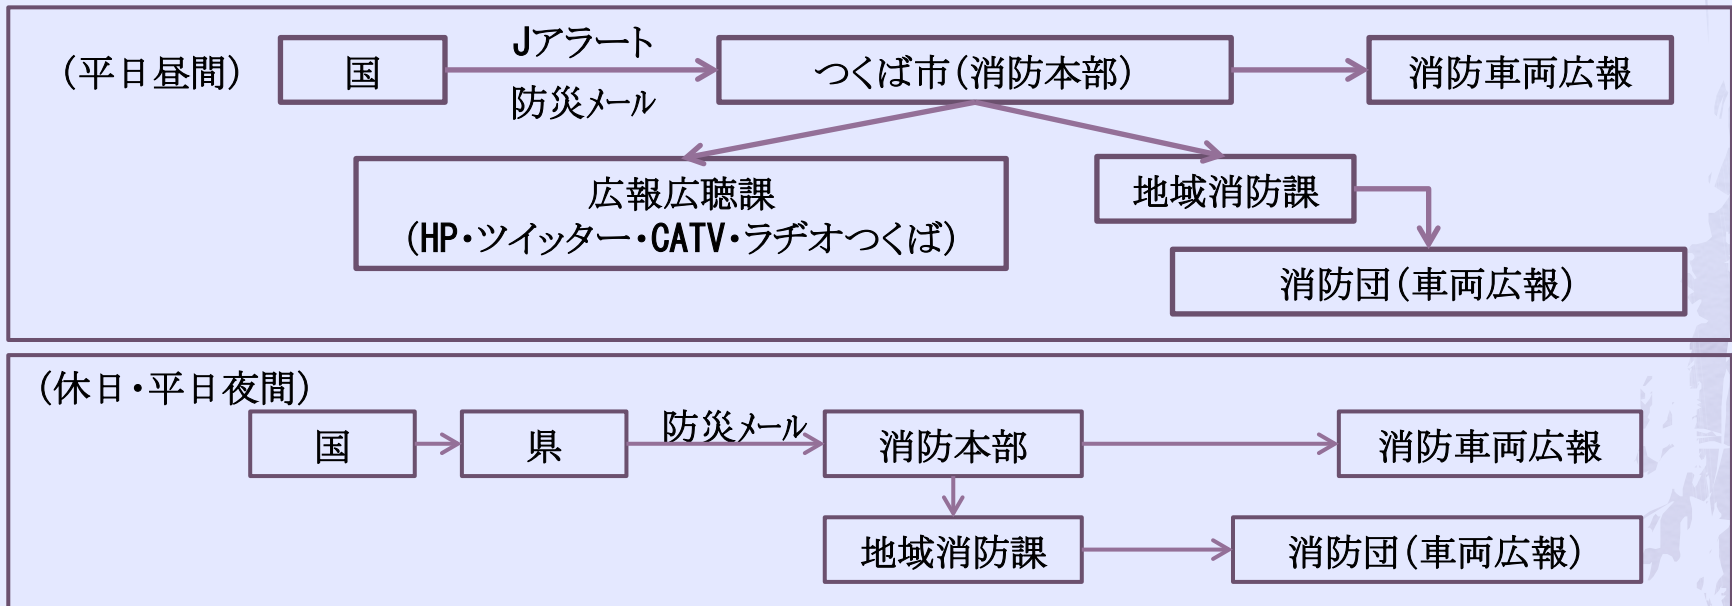 Jアラート
(平日昼間) 国 つくば市(消防本部) 消防車両広報
防災メール
広報広聴課
(HP・ツイッター・CATV・ラヂオつくば)
地域消防課
消防団(車両広報)
(休日・平日夜間)
国 県 防災メール 消防本部 消防車両広報
地域消防課 消防団(車両広報)